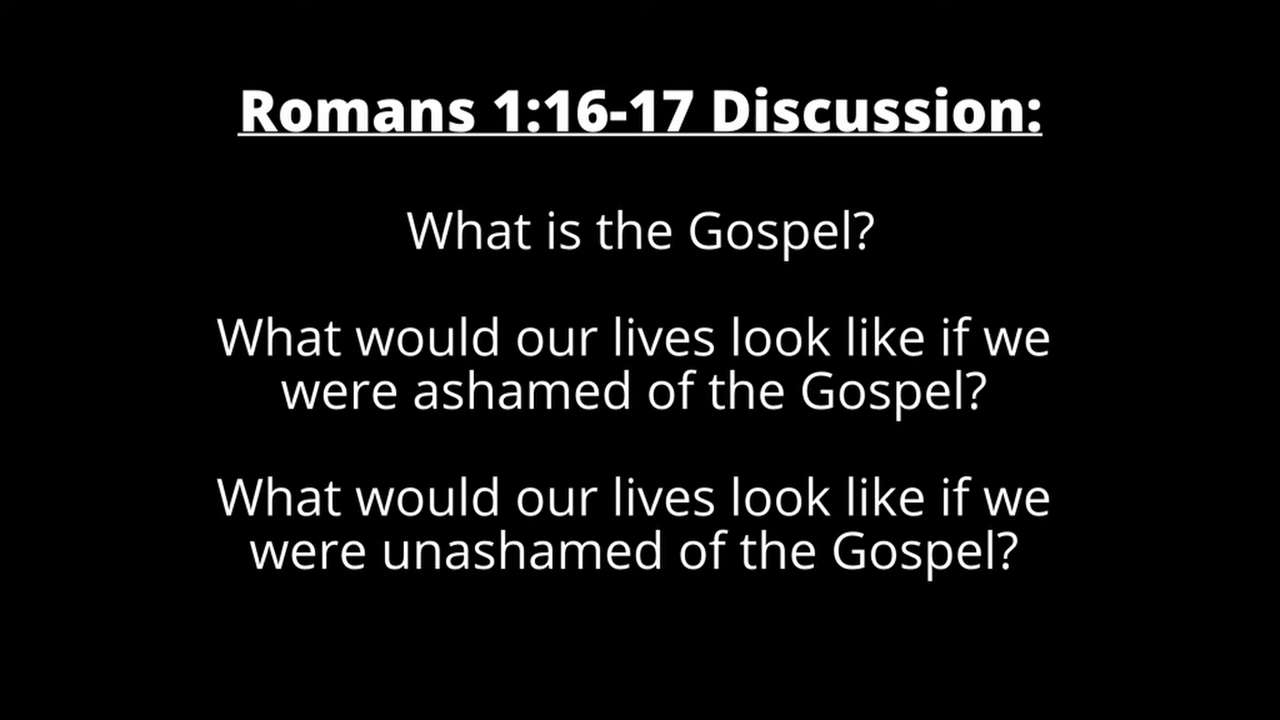 Romans 1:16-17 Discussion:
What is the Gospel?
What would our lives look like if we
were ashamed of the Gospel?
What would our lives look like if we
were unashamed of the Gospel?